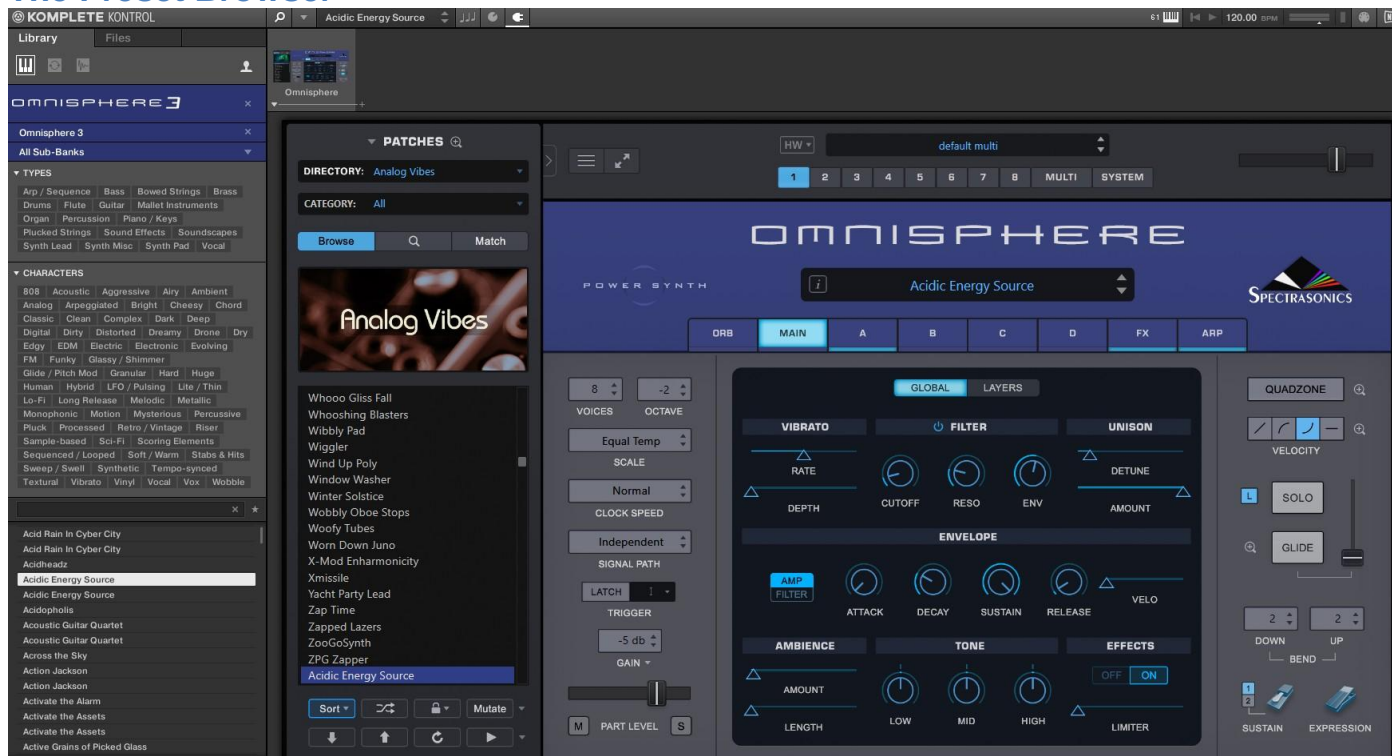 The Preset Browser
KOMPLETE KONTROL
Acidic Energy Source
61
120.00 BPM
Library Files
Omnisphere
OMNISPHERE 3
Omnisphere 3
All Sub-Banks
TYPES
Arp / Sequence Bass Bowed Strings Brass
Drums Flute Guitar Mallet Instruments
Organ Percussion Piano / Keys
Plucked Strings Sound Effects Soundscapes
Synth Lead Synth Misc Synth Pad Vocal
CHARACTERS
808 Acoustic Aggressive Airy Ambient
Analog Arpeggiated Bright Cheesy Chord
Classic Clean Complex Dark Deep
Digital Dirty Distorted Dreamy Drone Dry
Edgy EDM Electric Electronic Evolving
FM Funky Glassy / Shimmer
Glide / Pitch Mod Granular Hard Huge
Human Hybrid LFO / Pulsing Lite / Thin
Lo-Fi Long Release Melodic Metallic
Monophonic Motion Mysterious Percussive
Pluck Processed Retro / Vintage Riser
Sample-based Sci-Fi Scoring Elements
Sequenced / Looped Soft / Warm Stabs & Hits
Sweep / Swell Synthetic Tempo-synced
Textural Vibrato Vinyl Vocal Vox Wobble
Acid Rain In Cyber City
Acid Rain In Cyber City
Acidheadz
Acidic Energy Source
Acidic Energy Source
Acidopholis
Acoustic Guitar Quartet
Acoustic Guitar Quartet
Across the Sky
Action Jackson
Action Jackson
Activate the Alarm
Activate the Assets
Activate the Assets
Active Grains of Picked Glass
PATCHES
DIRECTORY: Analog Vibes
CATEGORY: All
Browse Match
Analog Vibes
Whooo Gliss Fall
Whooshing Blasters
Wibbly Pad
Wiggler
Wind Up Poly
Window Washer
Winter Solstice
Wobbly Oboe Stops
Woofy Tubes
Worn Down Juno
X-Mod Enharmonicity
Xmissile
Yacht Party Lead
Zap Time
Zapped Lazers
ZooGoSynth
ZPG Zapper
Acidic Energy Source
Sort Mutate
HW default multi
1 2 3 4 5 6 7 8 MULTI SYSTEM
OMNISPHERE
POWER SYNTH
i Acidic Energy Source
SPECTRASONICS
ORB MAIN A B C D FX ARP
8 -2
VOICES OCTAVE
Equal Temp
SCALE
Normal
CLOCK SPEED
Independent
SIGNAL PATH
LATCH
TRIGGER
-5 db
GAIN
M PART LEVEL S
GLOBAL LAYERS
VIBRATO FILTER UNISON
RATE DETUNE
CUTOFF RESO ENV
DEPTH AMOUNT
ENVELOPE
AMP
FILTER
ATTACK DECAY SUSTAIN RELEASE
VELO
AMBIENCE TONE EFFECTS
OFF ON
AMOUNT
LOW MID HIGH
LENGTH LIMITER
QUADZONE
VELOCITY
L SOLO
GLIDE
2 2
DOWN UP
BEND
1
2
SUSTAIN EXPRESSION